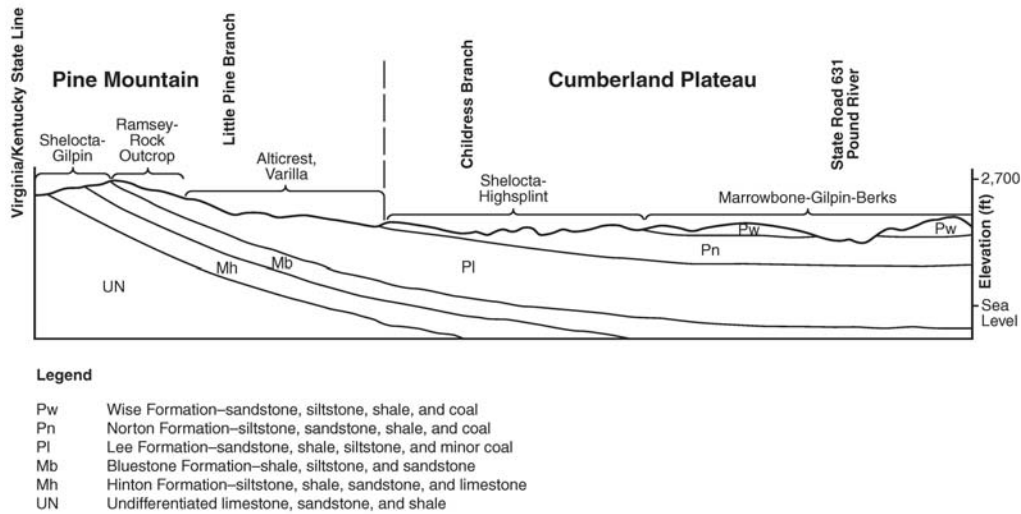 Virginia/Kentucky State Line
Pine Mountain
Little Pine Branch
Childress Branch
Cumberland Plateau
State Road 631
Pound River
Shelocta-
Gilpin
Ramsey-
Rock
Outcrop
Alticrest,
Varilla
Shelocta-
Highsplint
Marrowbone-Gilpin-Berks
2,700
Elevation (ft)
Sea
Level
UN
Mh
Mb
Pl
Pn
Pw
Pw
Legend
Pw Wise Formation–sandstone, siltstone, shale, and coal
Pn Norton Formation–siltstone, sandstone, shale, and coal
Pl Lee Formation–sandstone, shale, siltstone, and minor coal
Mb Bluestone Formation–shale, siltstone, and sandstone
Mh Hinton Formation–siltstone, shale, sandstone, and limestone
UN Undifferentiated limestone, sandstone, and shale